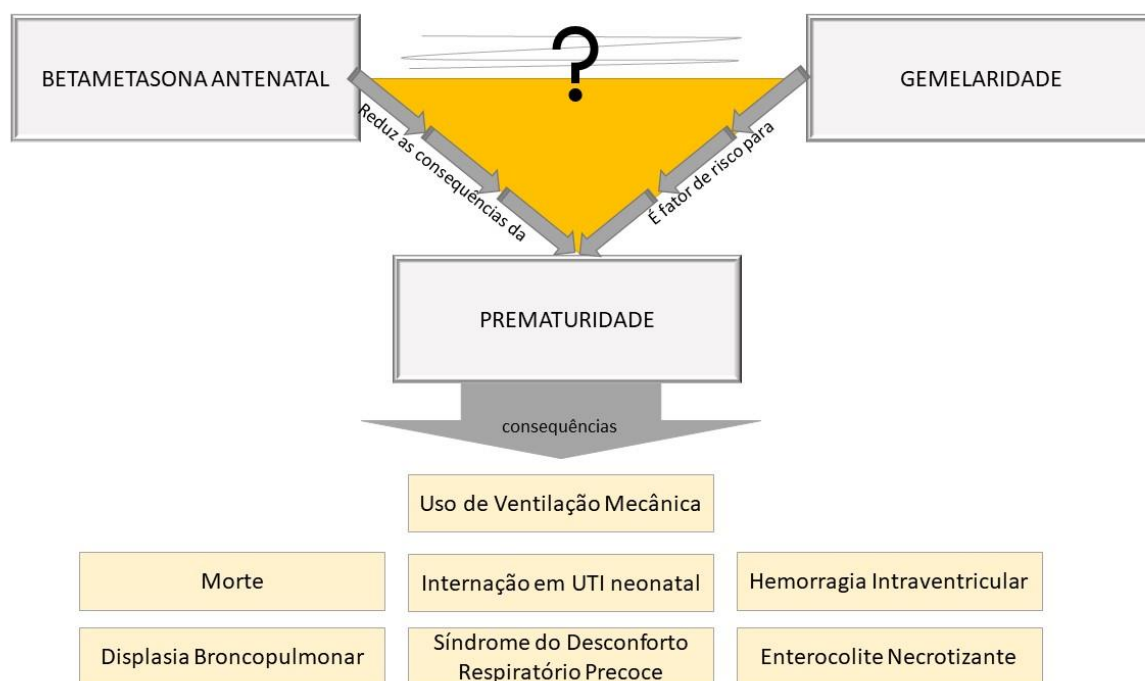 BETAMETASONA ANTENATAL
?
GEMELARIDADE
Reduz as consequências da
É fator de risco para
PREMATURIDADE
consequências
Uso de Ventilação Mecânica
Morte
Internação em UTI neonatal
Hemorragia Intraventricular
Displasia Broncopulmonar
Síndrome do Desconforto
Respiratório Precoce
Enterocolite Necrotizante